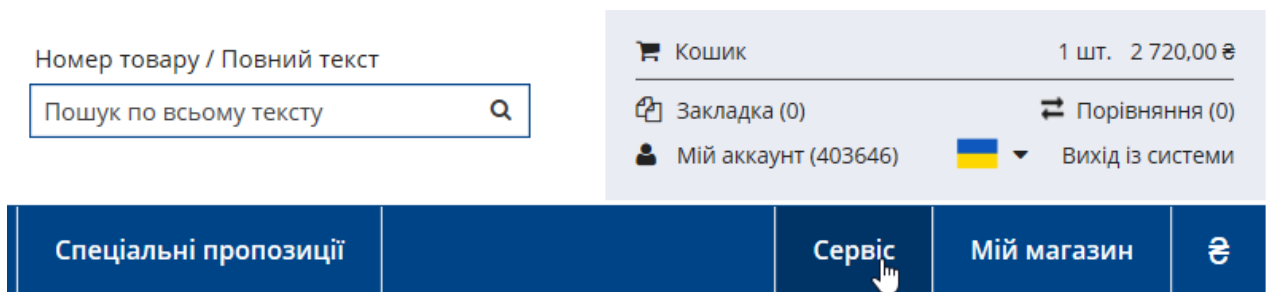 Номер товару / Повний текст
Пошук по всьому тексту
Кошик 1 шт. 2 720,00 ₴
Закладка (0) Порівняння (0)
Мій аккаунт (403646) Вихід із системи
Спеціальні пропозиції Сервіс Мій магазин ₴